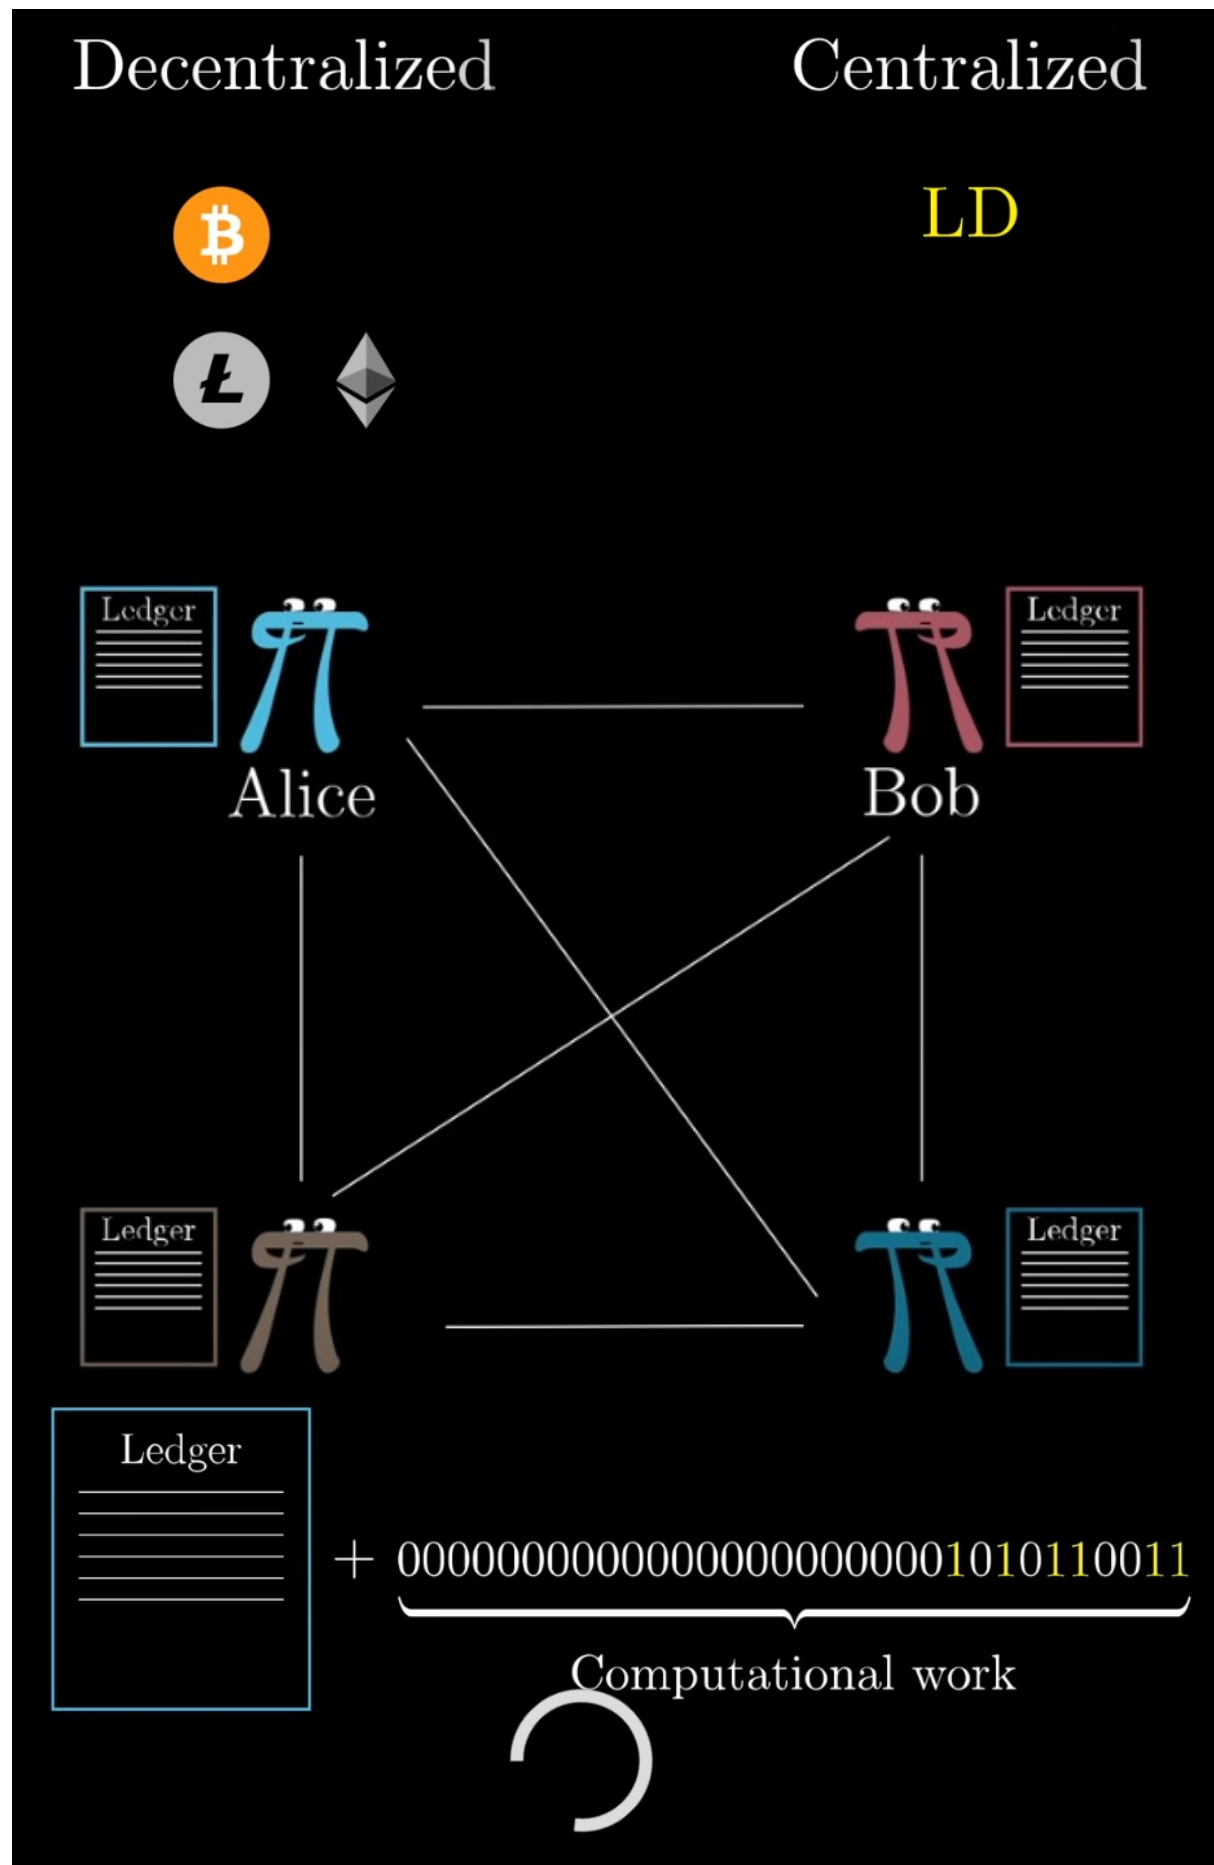 Decentralized Centralized
LD
Ledger Ledger
Alice Bob
Ledger Ledger
Ledger
+ 00000000000000000000001010110011
Computational work